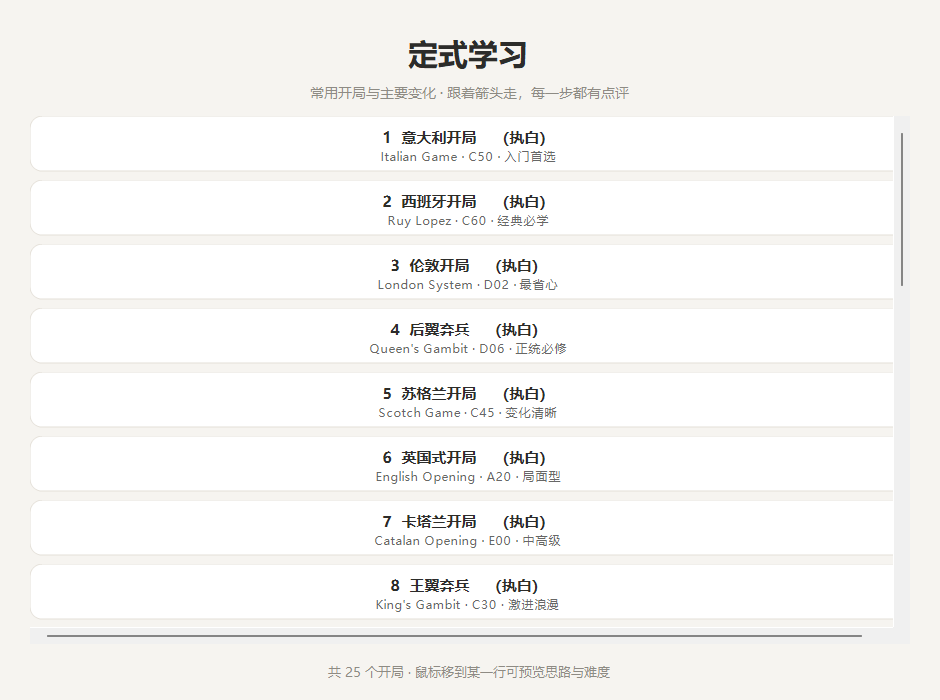 定式学习
常用开局与主要变化 · 跟着箭头走，每一步都有点评
1 意大利开局 (执白)
Italian Game · C50 · 入门首选
2 西班牙开局 (执白)
Ruy Lopez · C60 · 经典必学
3 伦敦开局 (执白)
London System · D02 · 最省心
4 后翼弃兵 (执白)
Queen's Gambit · D06 · 正统必修
5 苏格兰开局 (执白)
Scotch Game · C45 · 变化清晰
6 英国式开局 (执白)
English Opening · A20 · 局面型
7 卡塔兰开局 (执白)
Catalan Opening · E00 · 中高级
8 王翼弃兵 (执白)
King's Gambit · C30 · 激进浪漫
共 25 个开局 · 鼠标移到某一行可预览思路与难度